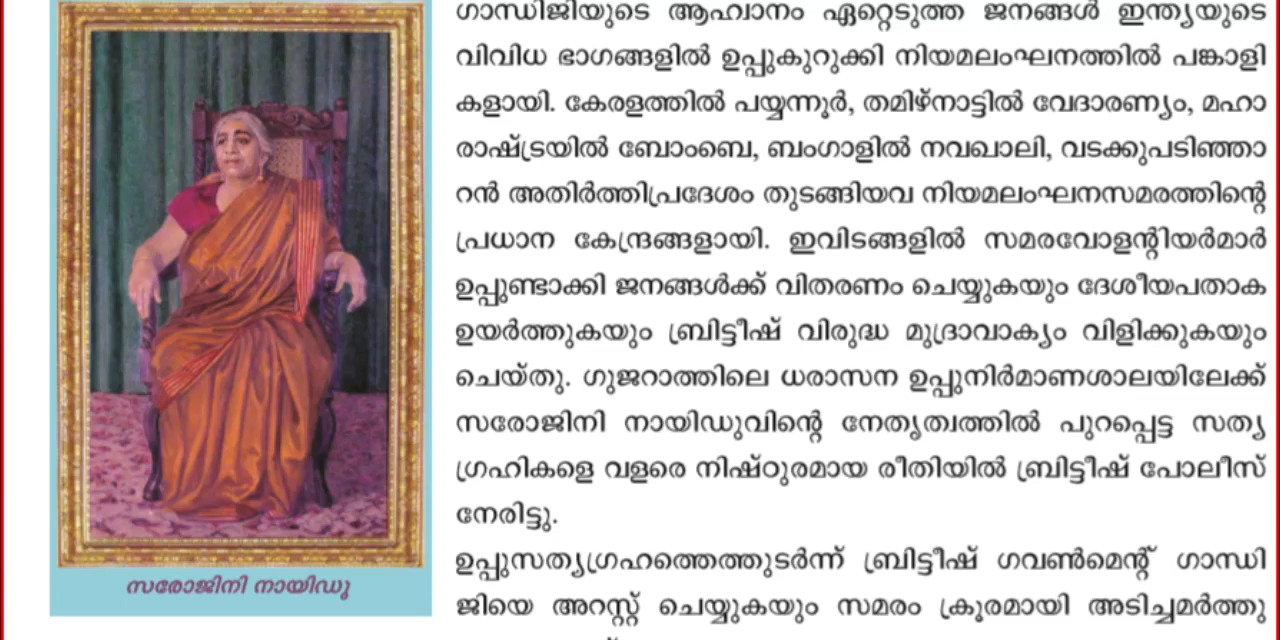 ഗാന്ധിജിയുടെ ആഹ്വാനം ഏറ്റെടുത്ത ജനങ്ങൾ ഇന്ത്യയുടെ
വിവിധ ഭാഗങ്ങളിൽ ഉപ്പുകുറുക്കി നിയമലംഘനത്തിൽ പങ്കാളി
കളായി. കേരളത്തിൽ പയ്യന്നൂർ, തമിഴ്‌നാട്ടിൽ വേദാരണ്യം, മഹാ
രാഷ്ട്രയിൽ ബോംബെ, ബംഗാളിൽ നവഖാലി, വടക്കുപടിഞ്ഞാ
റൻ അതിർത്തിപ്രദേശം തുടങ്ങിയവ നിയമലംഘനസമരത്തിന്റെ
പ്രധാന കേന്ദ്രങ്ങളായി. ഇവിടങ്ങളിൽ സമരവോളന്റിയർമാർ
ഉപ്പുണ്ടാക്കി ജനങ്ങൾക്ക് വിതരണം ചെയ്യുകയും ദേശീയപതാക
ഉയർത്തുകയും ബ്രിട്ടീഷ് വിരുദ്ധ മുദ്രാവാക്യം വിളിക്കുകയും
ചെയ്തു. ഗുജറാത്തിലെ ധരാസന ഉപ്പുനിർമാണശാലയിലേക്ക്
സരോജിനി നായിഡുവിന്റെ നേതൃത്വത്തിൽ പുറപ്പെട്ട സത്യ
ഗ്രഹികളെ വളരെ നിഷ്ഠുരമായ രീതിയിൽ ബ്രിട്ടീഷ് പോലീസ്
നേരിട്ടു.
ഉപ്പുസത്യഗ്രഹത്തെത്തുടർന്ന് ബ്രിട്ടീഷ് ഗവൺമെന്റ് ഗാന്ധി
ജിയെ അറസ്റ്റ് ചെയ്യുകയും സമരം ക്രൂരമായി അടിച്ചമർത്തു
സരോജിനി നായിഡു